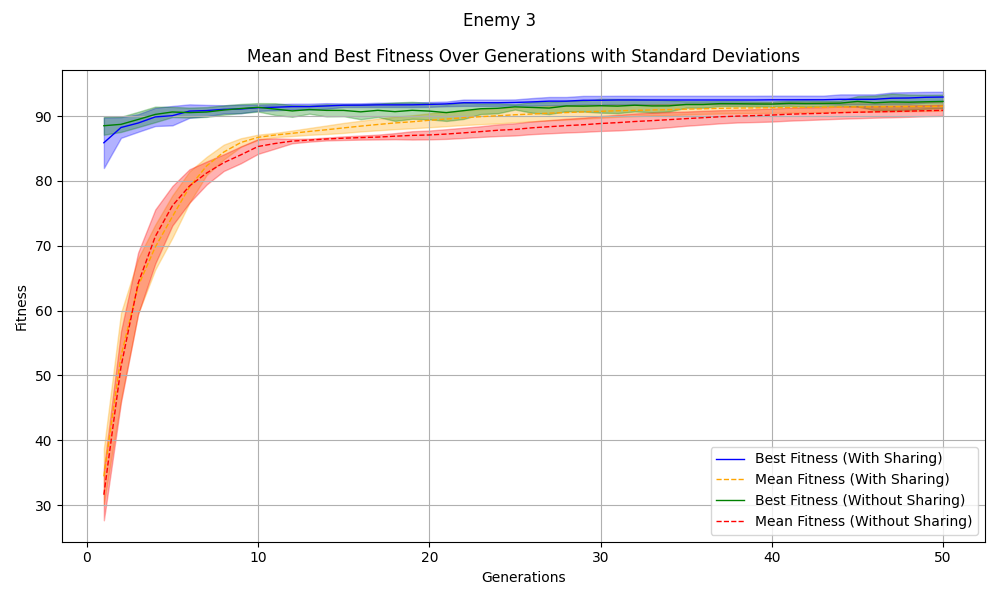 Enemy 3
Mean and Best Fitness Over Generations with Standard Deviations
Fitness
90
80
70
60
50
40
30
0
10
20
30
40
50
Generations
Best Fitness (With Sharing)
Mean Fitness (With Sharing)
Best Fitness (Without Sharing)
Mean Fitness (Without Sharing)